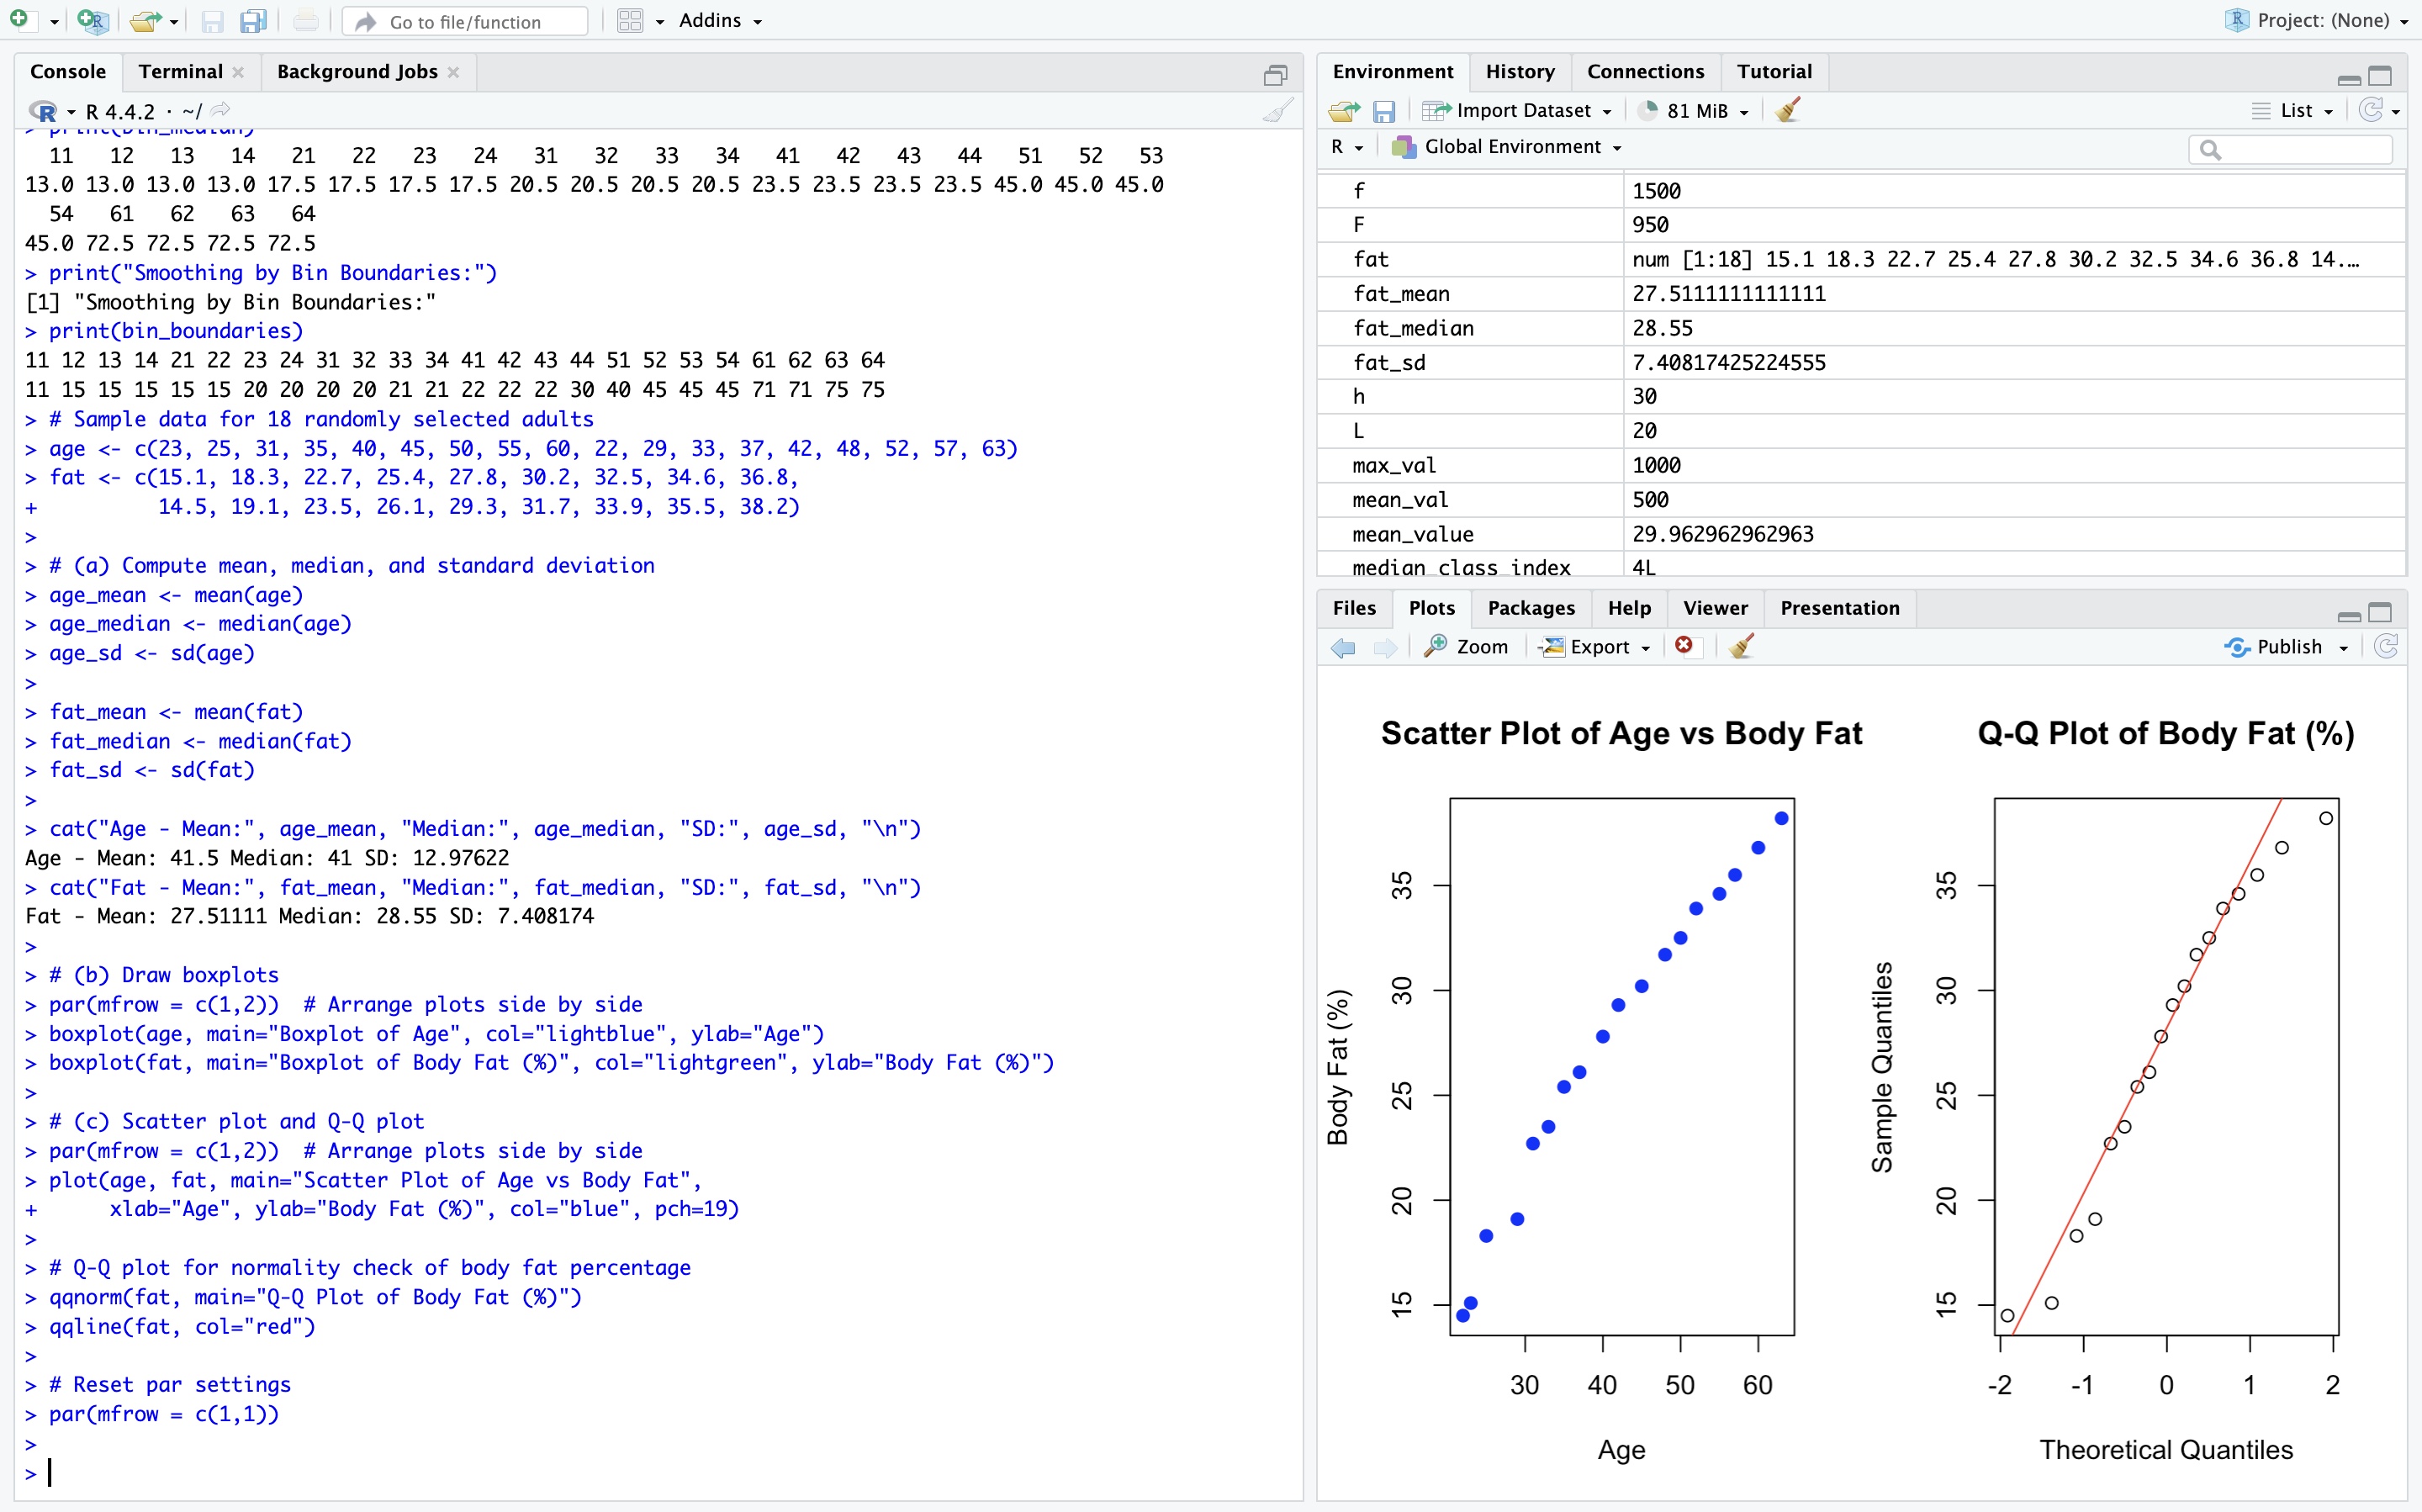 Go to file/function
Addins
Project: (None)
Console
Terminal
Background Jobs
R 4.4.2 · ~/
> print(bin_median)
  11   12   13   14   21   22   23   24   31   32   33   34   41   42   43   44   51   52   53
13.0 13.0 13.0 13.0 17.5 17.5 17.5 17.5 20.5 20.5 20.5 20.5 23.5 23.5 23.5 23.5 45.0 45.0 45.0
  54   61   62   63   64
45.0 72.5 72.5 72.5 72.5
> print("Smoothing by Bin Boundaries:")
[1] "Smoothing by Bin Boundaries:"
> print(bin_boundaries)
11 12 13 14 21 22 23 24 31 32 33 34 41 42 43 44 51 52 53 54 61 62 63 64
11 15 15 15 15 15 20 20 20 20 21 21 22 22 22 30 40 45 45 45 71 71 75 75
> # Sample data for 18 randomly selected adults
> age <- c(23, 25, 31, 35, 40, 45, 50, 55, 60, 22, 29, 33, 37, 42, 48, 52, 57, 63)
> fat <- c(15.1, 18.3, 22.7, 25.4, 27.8, 30.2, 32.5, 34.6, 36.8,
+          14.5, 19.1, 23.5, 26.1, 29.3, 31.7, 33.9, 35.5, 38.2)
>
> # (a) Compute mean, median, and standard deviation
> age_mean <- mean(age)
> age_median <- median(age)
> age_sd <- sd(age)
>
> fat_mean <- mean(fat)
> fat_median <- median(fat)
> fat_sd <- sd(fat)
>
> cat("Age - Mean:", age_mean, "Median:", age_median, "SD:", age_sd, "\n")
Age - Mean: 41.5 Median: 41 SD: 12.97622
> cat("Fat - Mean:", fat_mean, "Median:", fat_median, "SD:", fat_sd, "\n")
Fat - Mean: 27.51111 Median: 28.55 SD: 7.408174
>
> # (b) Draw boxplots
> par(mfrow = c(1,2))  # Arrange plots side by side
> boxplot(age, main="Boxplot of Age", col="lightblue", ylab="Age")
> boxplot(fat, main="Boxplot of Body Fat (%)", col="lightgreen", ylab="Body Fat (%)")
>
> # (c) Scatter plot and Q-Q plot
> par(mfrow = c(1,2))  # Arrange plots side by side
> plot(age, fat, main="Scatter Plot of Age vs Body Fat",
+      xlab="Age", ylab="Body Fat (%)", col="blue", pch=19)
>
> # Q-Q plot for normality check of body fat percentage
> qqnorm(fat, main="Q-Q Plot of Body Fat (%)")
> qqline(fat, col="red")
>
> # Reset par settings
> par(mfrow = c(1,1))
>
>
Environment
History
Connections
Tutorial
Import Dataset
81 MiB
List
R
Global Environment
f 1500
F 950
fat num [1:18] 15.1 18.3 22.7 25.4 27.8 30.2 32.5 34.6 36.8 14.…
fat_mean 27.5111111111111
fat_median 28.55
fat_sd 7.40817425224555
h 30
L 20
max_val 1000
mean_val 500
mean_value 29.962962962963
median_class_index 4L
Files
Plots
Packages
Help
Viewer
Presentation
Zoom
Export
Publish
Scatter Plot of Age vs Body Fat
Body Fat (%)
35
30
25
20
15
30 40 50 60
Age
Q-Q Plot of Body Fat (%)
Sample Quantiles
35
30
25
20
15
-2 -1 0 1 2
Theoretical Quantiles